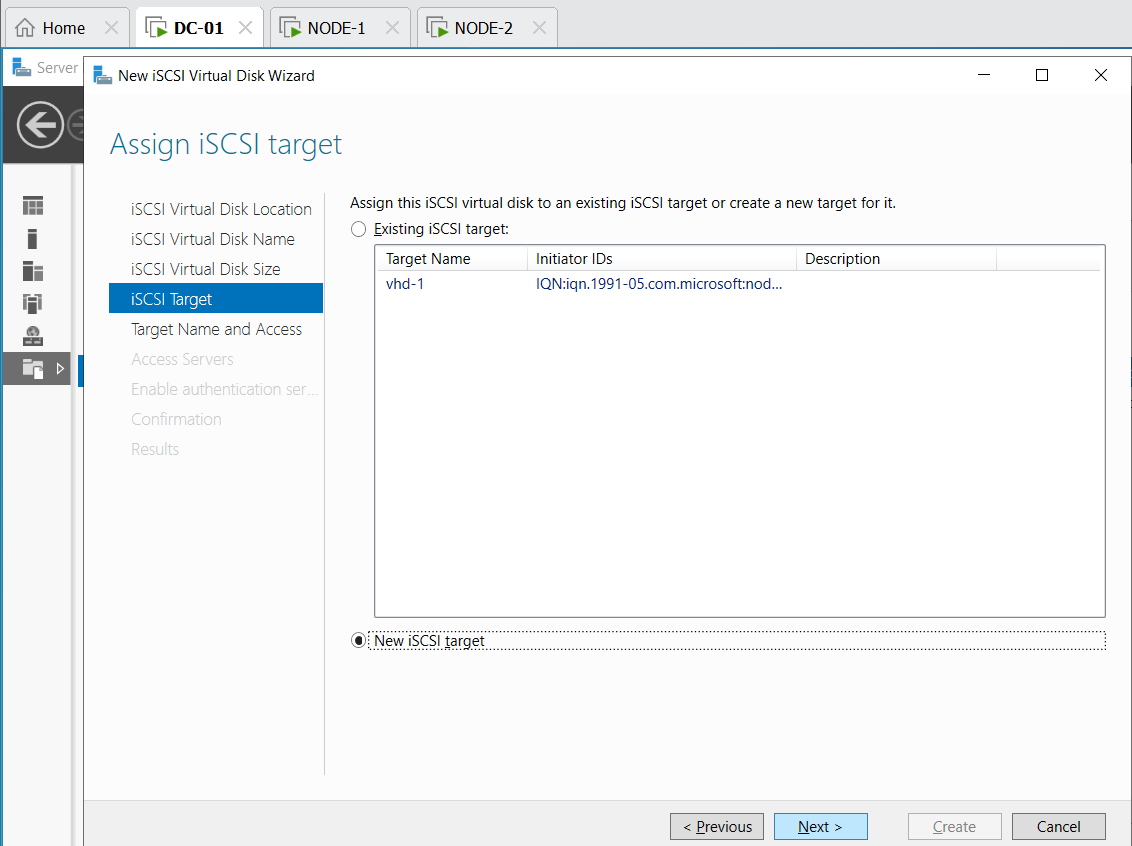 Home
DC-01
NODE-1
NODE-2
Server
New iSCSI Virtual Disk Wizard
Assign iSCSI target
iSCSI Virtual Disk Location
iSCSI Virtual Disk Name
iSCSI Virtual Disk Size
iSCSI Target
Target Name and Access
Access Servers
Enable authentication ser...
Confirmation
Results
Assign this iSCSI virtual disk to an existing iSCSI target or create a new target for it.
Existing iSCSI target:
Target Name Initiator IDs Description
vhd-1 IQN:iqn.1991-05.com.microsoft:nod...
New iSCSI target
< Previous Next > Create Cancel